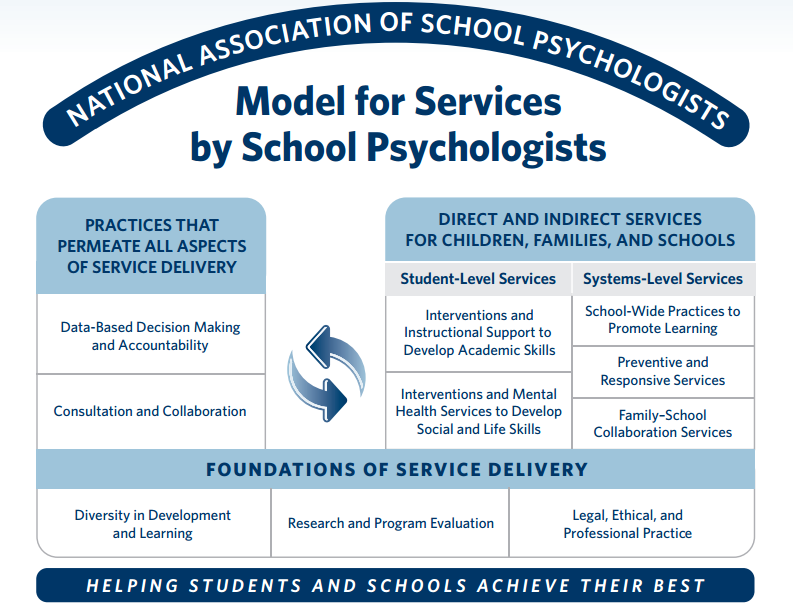 NATIONAL ASSOCIATION OF SCHOOL PSYCHOLOGISTS
Model for Services
by School Psychologists
PRACTICES THAT
PERMEATE ALL ASPECTS
OF SERVICE DELIVERY
Data-Based Decision Making
and Accountability
Consultation and Collaboration
DIRECT AND INDIRECT SERVICES
FOR CHILDREN, FAMILIES, AND SCHOOLS
Student-Level Services
Interventions and
Instructional Support to
Develop Academic Skills
Interventions and Mental
Health Services to Develop
Social and Life Skills
Systems-Level Services
School-Wide Practices to
Promote Learning
Preventive and
Responsive Services
Family–School
Collaboration Services
FOUNDATIONS OF SERVICE DELIVERY
Diversity in Development
and Learning
Research and Program Evaluation
Legal, Ethical, and
Professional Practice
HELPING STUDENTS AND SCHOOLS ACHIEVE THEIR BEST